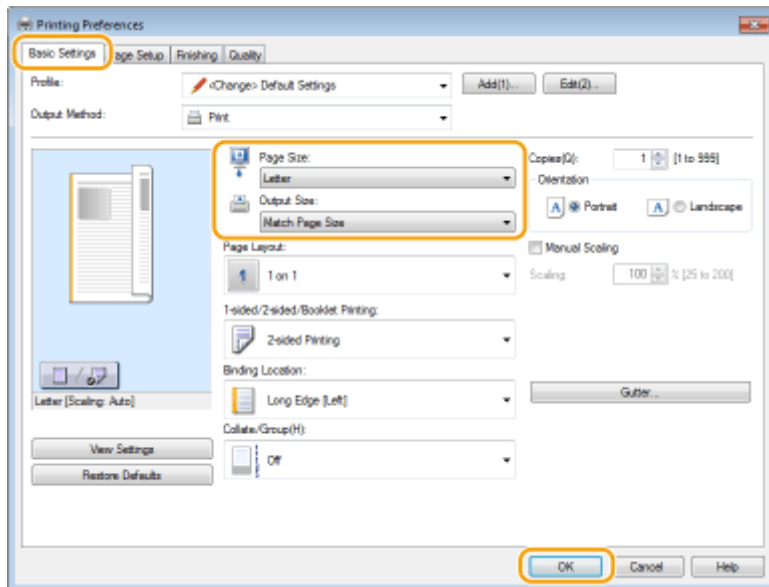 Printing Preferences
Basic Settings Page Setup Finishing Quality
Profile: <Change> Default Settings Add(1)... Edit(2)...
Output Method: Print
Page Size:
Letter
Output Size:
Match Page Size
Copies(Q): 1 [1 to 999]
Orientation
A Portrait A Landscape
Page Layout:
1 1 on 1
Manual Scaling
Scaling: 100 % [25 to 200]
1-sided/2-sided/Booklet Printing:
2-sided Printing
Binding Location:
Long Edge [Left]
Gutter...
Letter [Scaling: Auto]
Collate/Group(H):
Off
View Settings
Restore Defaults
OK Cancel Help